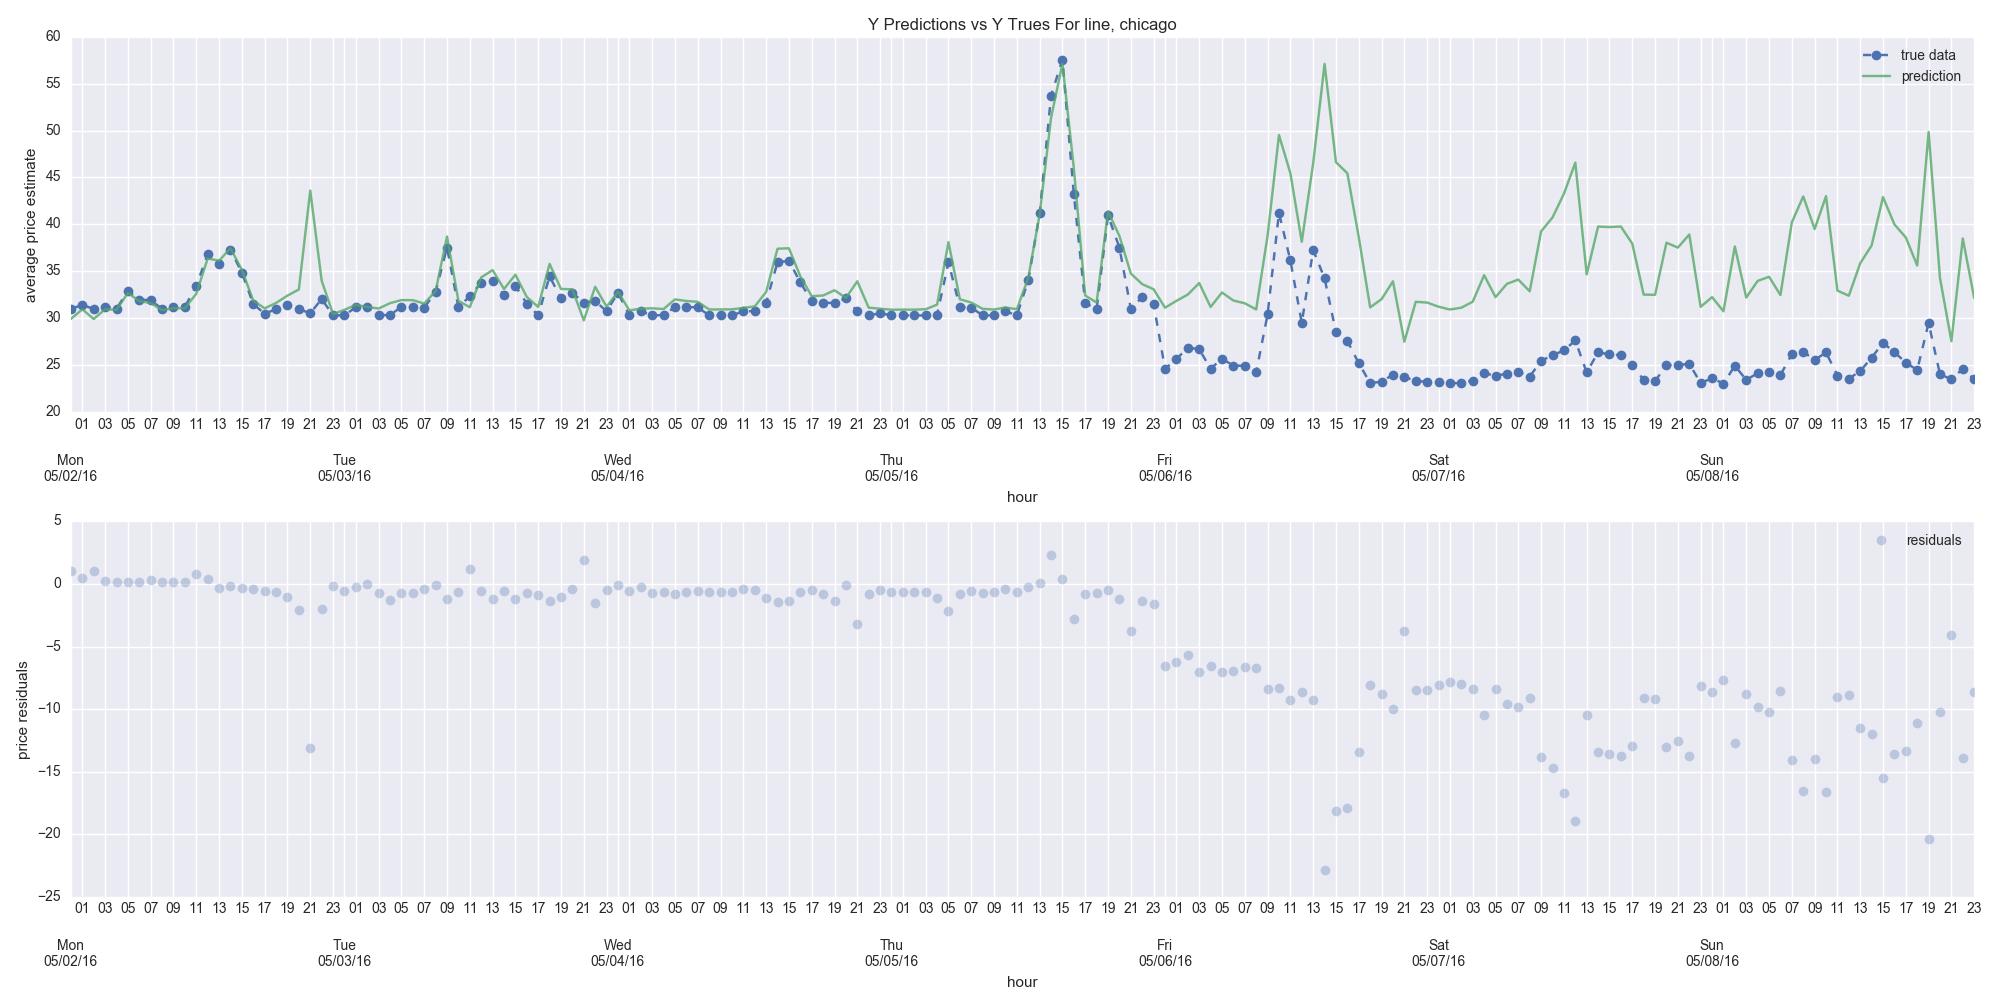 Y Predictions vs Y Trues For line, chicago
60
55
50
45
40
35
30
25
20
average price estimate
true data
prediction
01 03 05 07 09 11 13 15 17 19 21 23 01 03 05 07 09 11 13 15 17 19 21 23 01 03 05 07 09 11 13 15 17 19 21 23 01 03 05 07 09 11 13 15 17 19 21 23 01 03 05 07 09 11 13 15 17 19 21 23 01 03 05 07 09 11 13 15 17 19 21 23 01 03 05 07 09 11 13 15 17 19 21 23
Mon Tue Wed Thu Fri Sat Sun
05/02/16 05/03/16 05/04/16 05/05/16 05/06/16 05/07/16 05/08/16
hour
5
0
−5
−10
−15
−20
−25
price residuals
residuals
01 03 05 07 09 11 13 15 17 19 21 23 01 03 05 07 09 11 13 15 17 19 21 23 01 03 05 07 09 11 13 15 17 19 21 23 01 03 05 07 09 11 13 15 17 19 21 23 01 03 05 07 09 11 13 15 17 19 21 23 01 03 05 07 09 11 13 15 17 19 21 23 01 03 05 07 09 11 13 15 17 19 21 23
Mon Tue Wed Thu Fri Sat Sun
05/02/16 05/03/16 05/04/16 05/05/16 05/06/16 05/07/16 05/08/16
hour